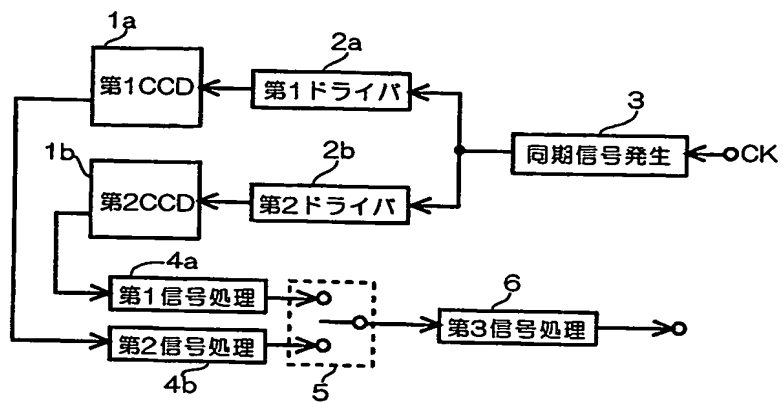 1a
第1CCD
2a
第1ドライバ
3
同期信号発生
CK
1b
第2CCD
2b
第2ドライバ
4a
第1信号処理
4b
第2信号処理
5
6
第3信号処理